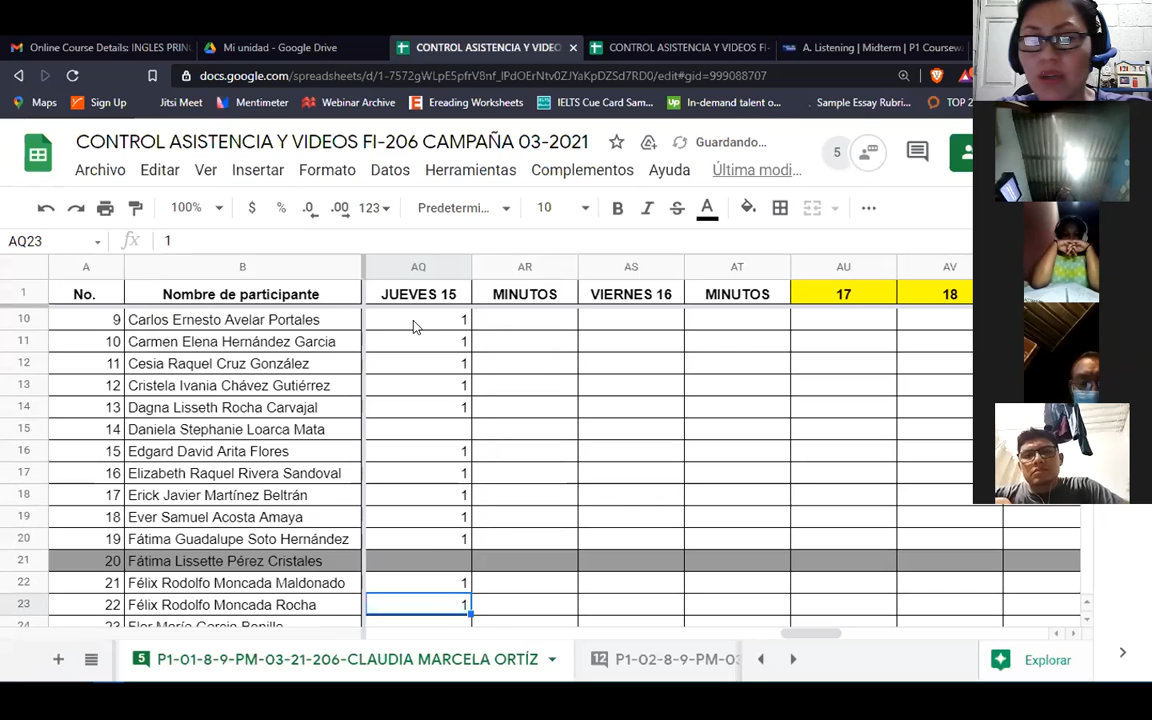 Online Course Details: INGLES PRIN
Mi unidad - Google Drive
CONTROL ASISTENCIA Y VIDEO
CONTROL ASISTENCIA Y VIDEOS FI-
A. Listening | Midterm | P1 Coursew
docs.google.com/spreadsheets/d/1-7572gWLpE5pfrV8nf_lPdOErNtv0ZJYaKpDZSd7RD0/edit#gid=999088707
Maps
Sign Up
Jitsi Meet
Mentimeter
Webinar Archive
Ereading Worksheets
IELTS Cue Card Sam...
In-demand talent o...
Sample Essay Rubri...
TOP 2
CONTROL ASISTENCIA Y VIDEOS FI-206 CAMPAÑA 03-2021
Guardando...
5
Archivo Editar Ver Insertar Formato Datos Herramientas Complementos Ayuda Última modi...
100% $ % .0 .00 123 Predetermi... 10 B I S A
AQ23 fx 1
A B AQ AR AS AT AU AV
1 No. Nombre de participante JUEVES 15 MINUTOS VIERNES 16 MINUTOS 17 18
10 9 Carlos Ernesto Avelar Portales 1
11 10 Carmen Elena Hernández Garcia 1
12 11 Cesia Raquel Cruz González 1
13 12 Cristela Ivania Chávez Gutiérrez 1
14 13 Dagna Lisseth Rocha Carvajal 1
15 14 Daniela Stephanie Loarca Mata
16 15 Edgard David Arita Flores 1
17 16 Elizabeth Raquel Rivera Sandoval 1
18 17 Erick Javier Martínez Beltrán 1
19 18 Ever Samuel Acosta Amaya 1
20 19 Fátima Guadalupe Soto Hernández 1
21 20 Fátima Lissette Pérez Cristales
22 21 Félix Rodolfo Moncada Maldonado 1
23 22 Félix Rodolfo Moncada Rocha 1
5 P1-01-8-9-PM-03-21-206-CLAUDIA MARCELA ORTÍZ
12 P1-02-8-9-PM-03
Explorar